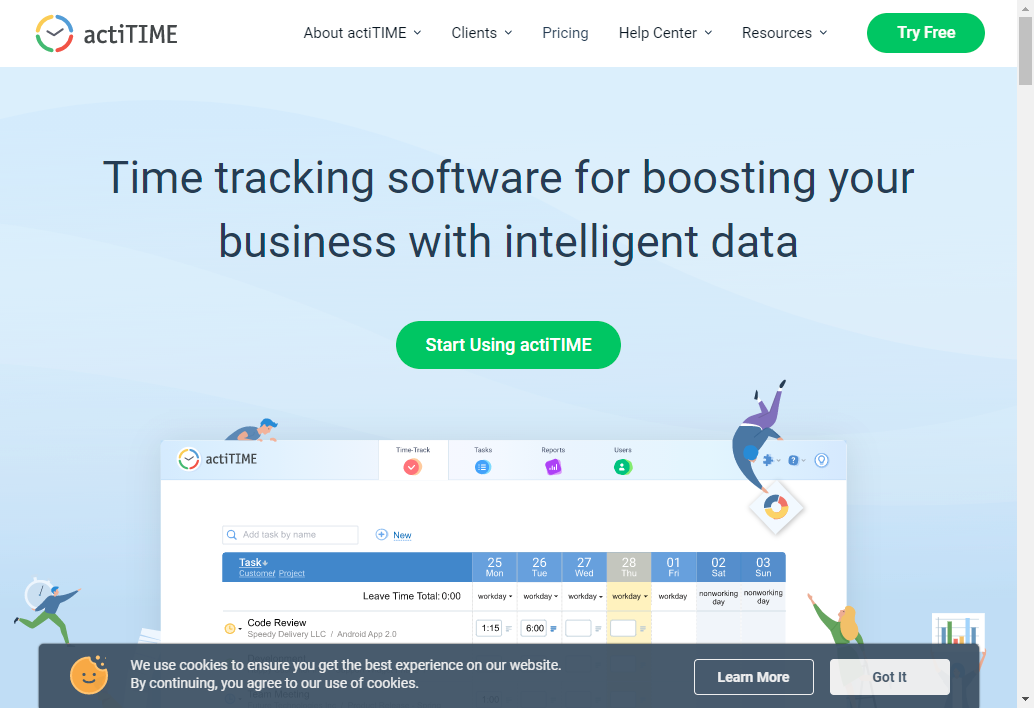 actiTIME
About actiTIME
Clients
Pricing
Help Center
Resources
Try Free
Time tracking software for boosting your
business with intelligent data
Start Using actiTIME
actiTIME
Time-Track
Tasks
Reports
Users
?
Add task by name
New
Task+
Customer Project
25 26 27 28 01 02 03
Mon Tue Wed Thu Fri Sat Sun
Leave Time Total: 0:00
workday workday workday workday workday nonworking day nonworking day
Code Review
Speedy Delivery LLC / Android App 2.0
1:15 6:00
We use cookies to ensure you get the best experience on our website.
By continuing, you agree to our use of cookies.
Learn More
Got It